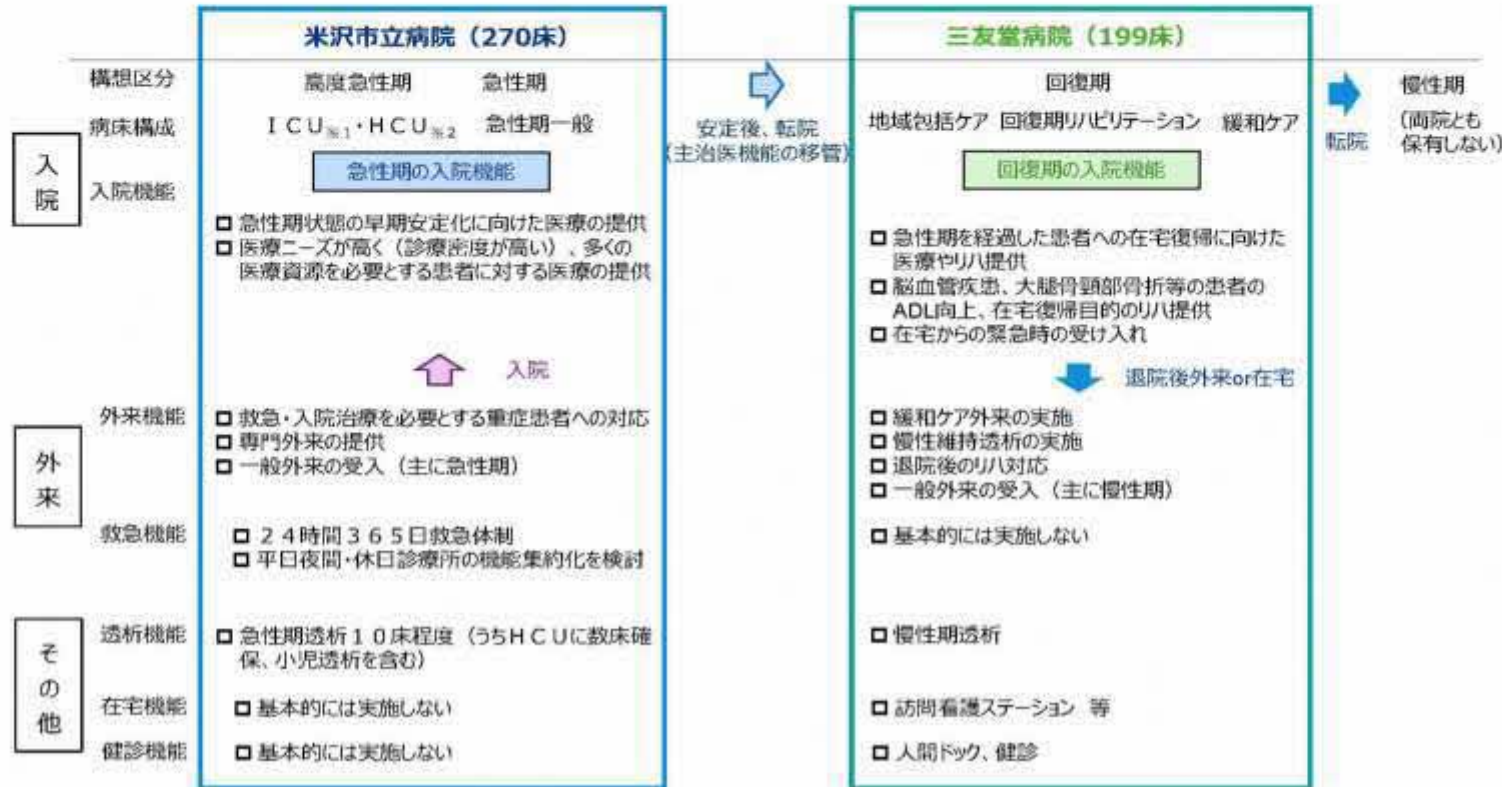 米沢市立病院（270床）
三友堂病院（199床）
構想区分
高度急性期 急性期
回復期
慢性期
病床構成
ＩＣＵ※1・ＨＣＵ※2 急性期一般
安定後、転院
（主治医機能の移管）
地域包括ケア 回復期リハビリテーション 緩和ケア
転院
（両院とも
保有しない）
入院
入院機能
急性期の入院機能
回復期の入院機能
急性期状態の早期安定化に向けた医療の提供
医療ニーズが高く（診療密度が高い）、多くの
医療資源を必要とする患者に対する医療の提供
急性期を経過した患者への在宅復帰に向けた
医療やリハ提供
脳血管疾患、大腿骨頸部骨折等の患者の
ADL向上、在宅復帰目的のリハ提供
在宅からの緊急時の受け入れ
入院
退院後外来or在宅
外来
外来機能
救急・入院治療を必要とする重症患者への対応
専門外来の提供
一般外来の受入（主に急性期）
緩和ケア外来の実施
慢性維持透析の実施
退院後のリハ対応
一般外来の受入（主に慢性期）
救急機能
２４時間３６５日救急体制
平日夜間・休日診療所の機能集約化を検討
基本的には実施しない
その他
透析機能
急性期透析１０床程度（うちＨＣＵに数床確
保、小児透析を含む）
慢性期透析
在宅機能
基本的には実施しない
訪問看護ステーション 等
健診機能
基本的には実施しない
人間ドック、健診